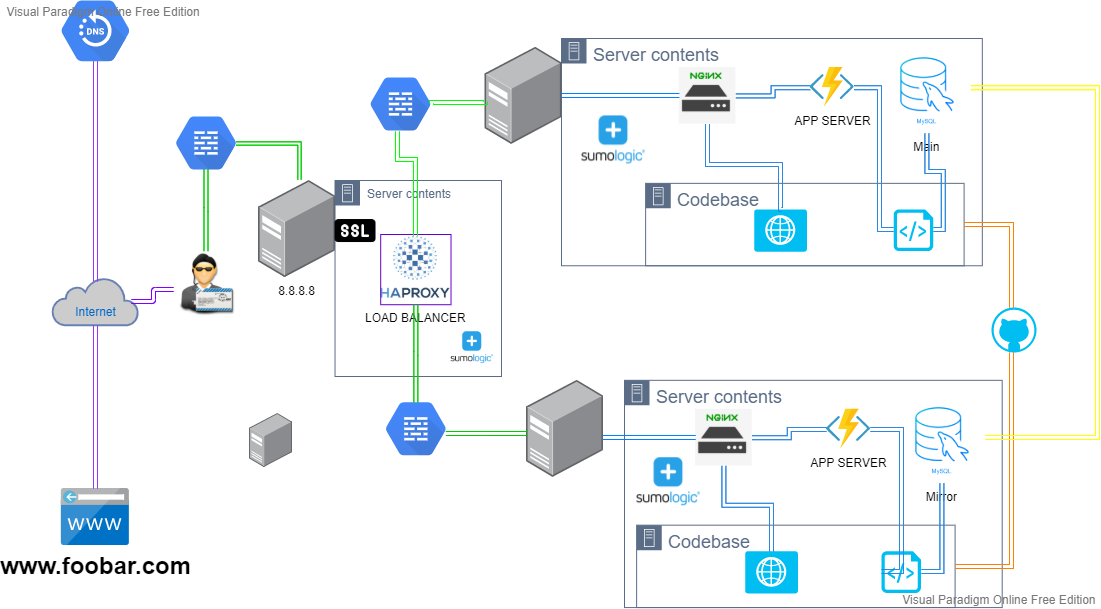 Visual Paradigm Online Free Edition
DNS
Server contents
NGINX
APP SERVER
MySQL
Main
sumologic
Codebase
</>
Server contents
SSL
HAPROXY
LOAD BALANCER
sumologic
8.8.8.8
Internet
Server contents
NGINX
APP SERVER
MySQL
Mirror
sumologic
Codebase
</>
WWW
www.foobar.com
Visual Paradigm Online Free Edition